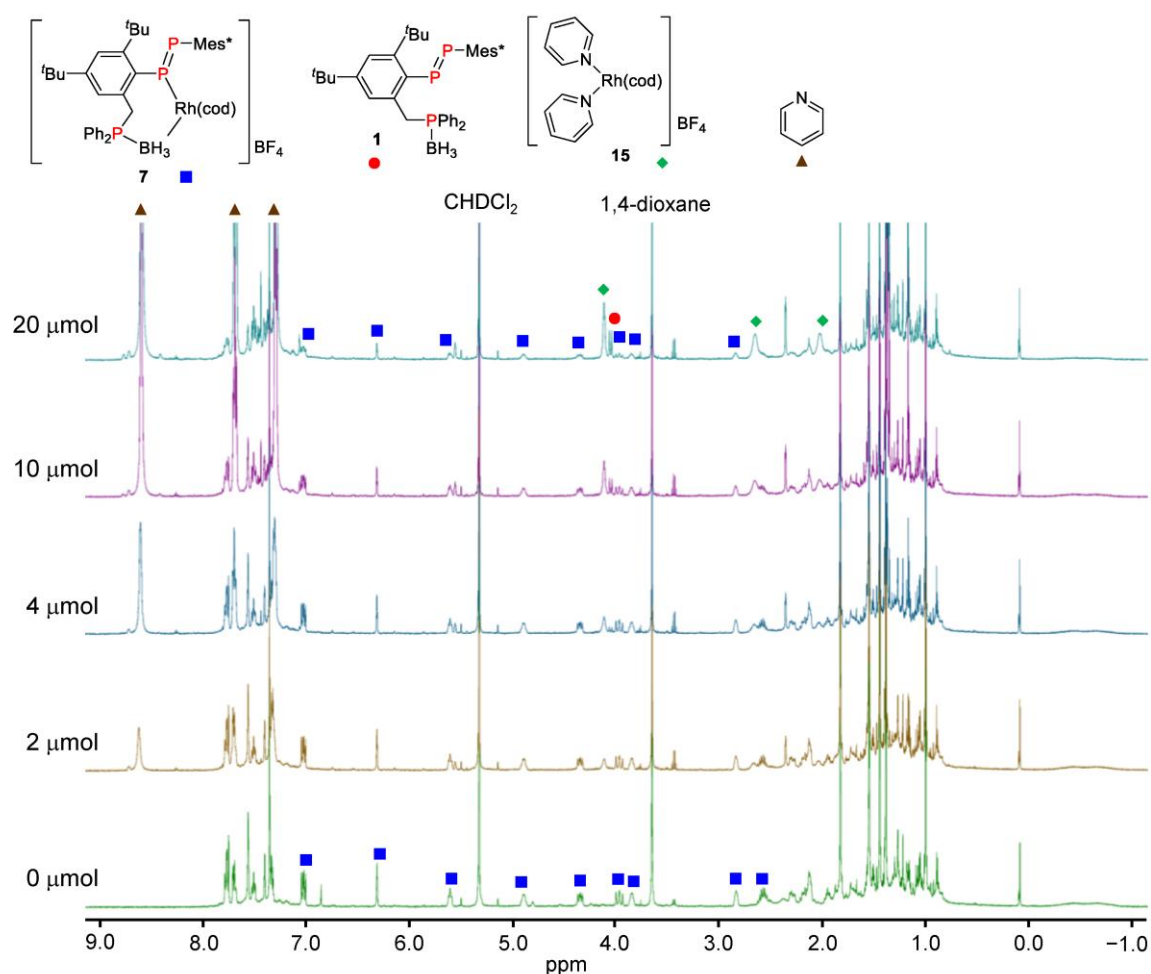 tBu
P
Mes*
tBu
P
Rh(cod)
Ph2P
BH3
BF4
7
tBu
P
Mes*
tBu
P
PPh2
1
BH3
N
Rh(cod)
N
BF4
15
N
CHDCl2
1,4-dioxane
20 μmol
10 μmol
4 μmol
2 μmol
0 μmol
9.0 8.0 7.0 6.0 5.0 4.0 3.0 2.0 1.0 0.0 −1.0
ppm